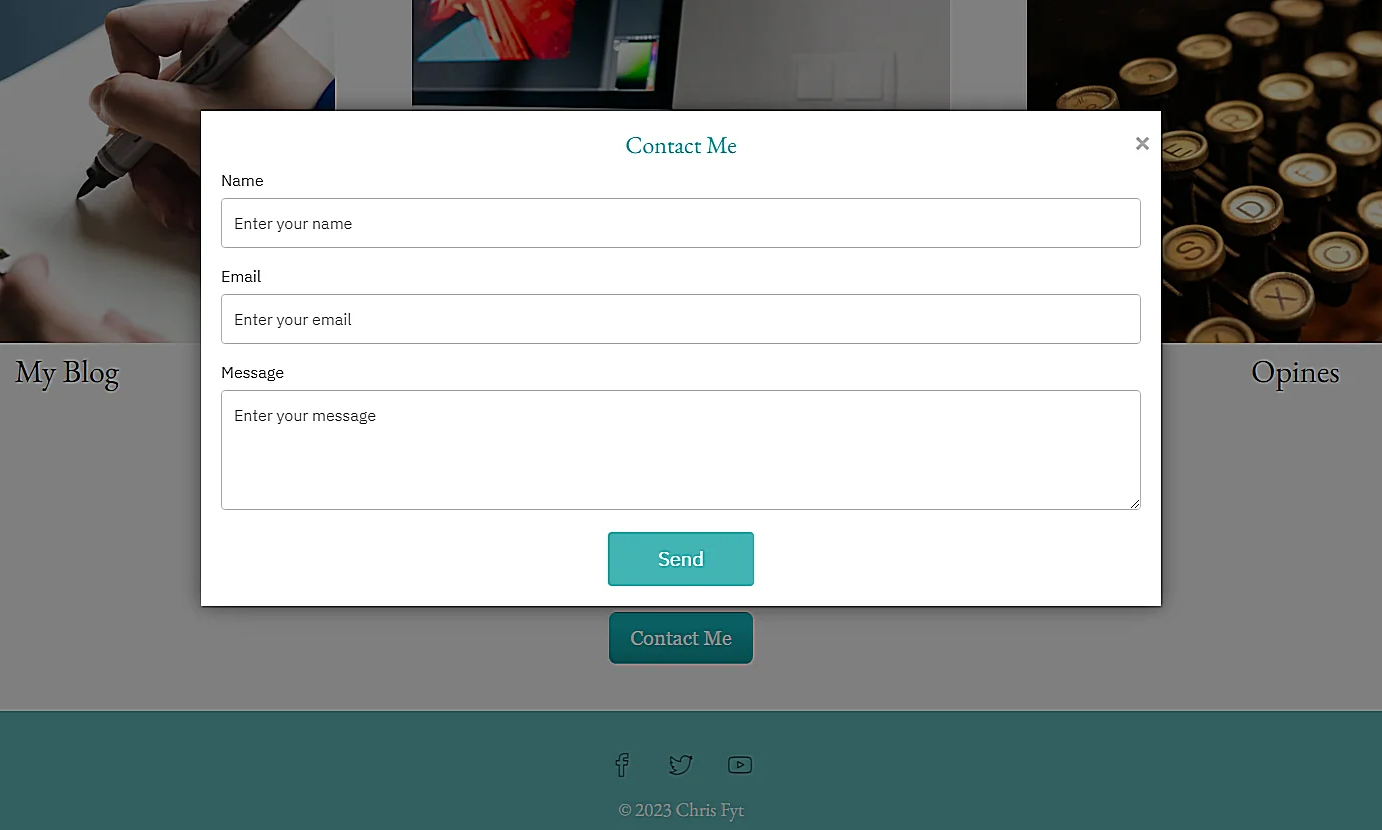 Contact Me
×
Name
Enter your name
Email
Enter your email
Message
Enter your message
Send
My Blog
Opines
Contact Me
© 2023 Chris Fyt
R
E
D
S
C
X